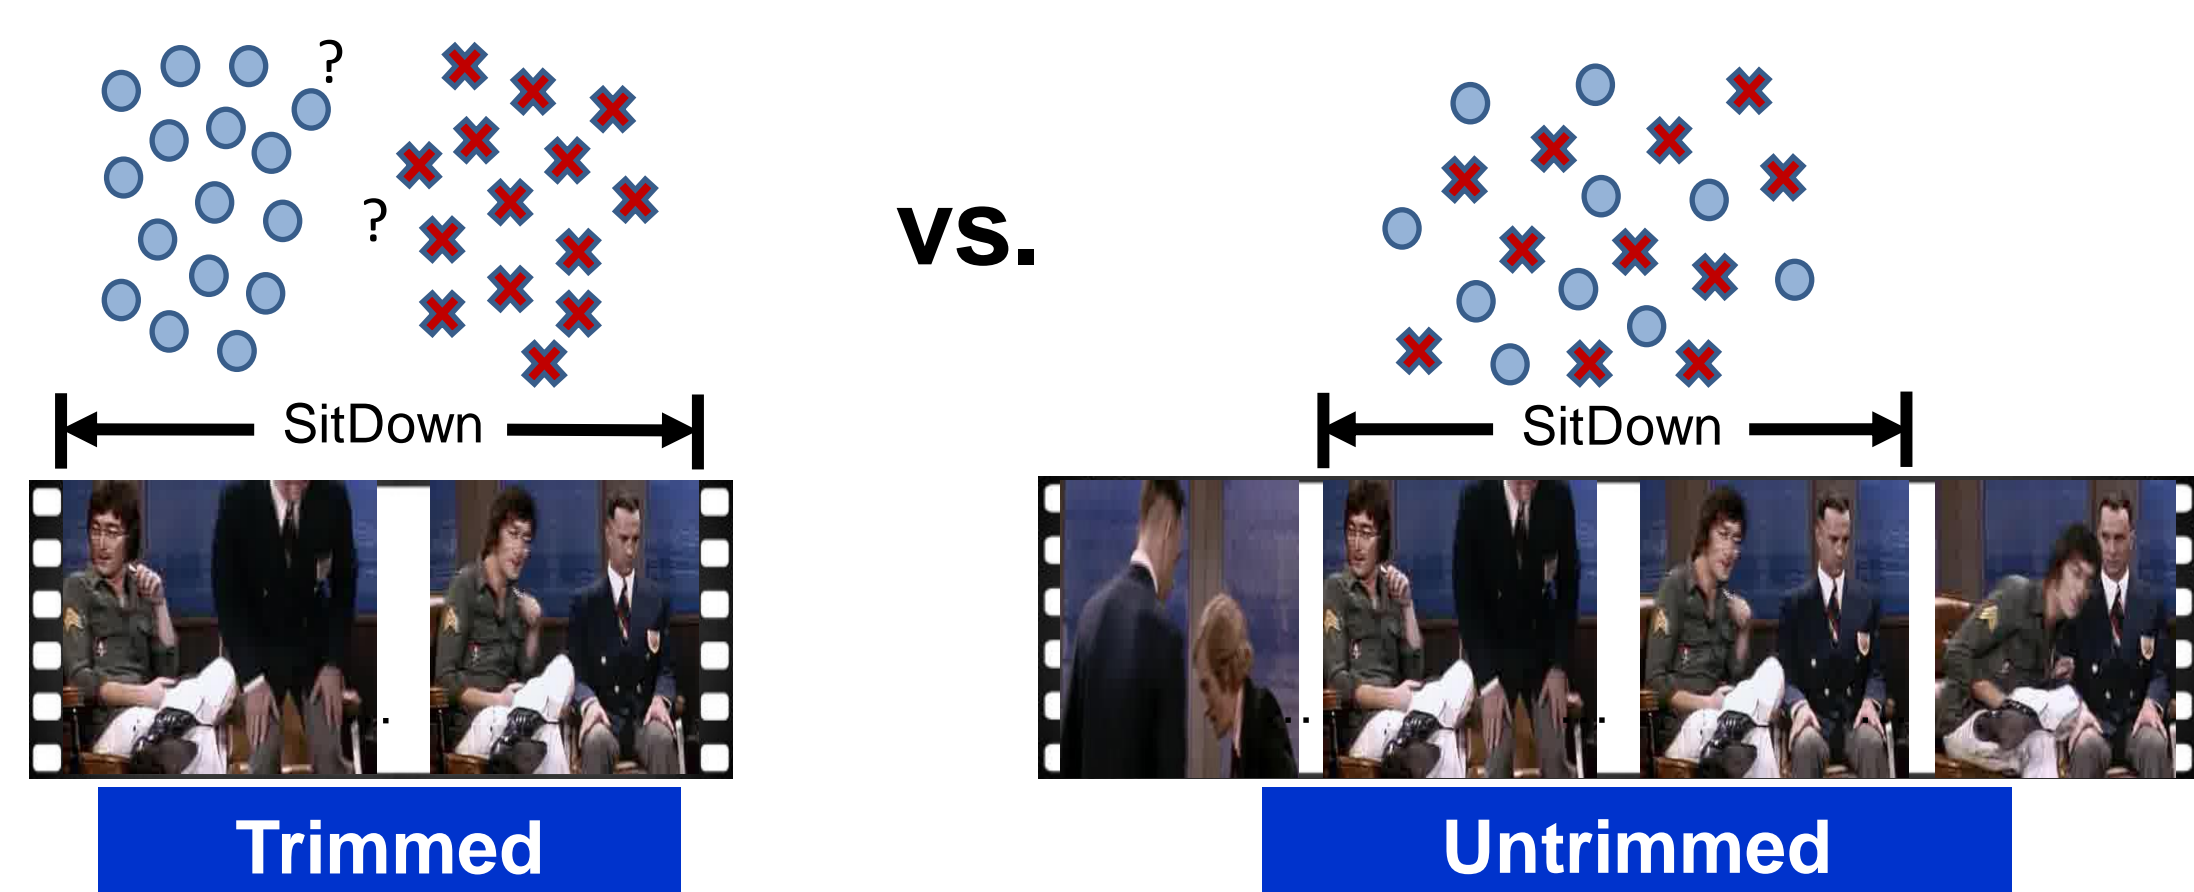 ?
?
vs.
SitDown
SitDown
.
..
..
...
Trimmed
Untrimmed